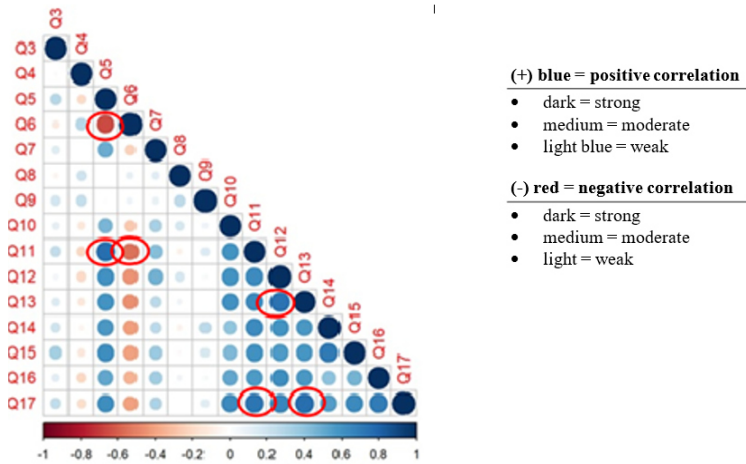 Q3
Q4
Q5
Q6
Q7
Q8
Q9
Q10
Q11
Q12
Q13
Q14
Q15
Q16
Q17
Q3
Q4
Q5
Q6
Q7
Q8
Q9
Q10
Q11
Q12
Q13
Q14
Q15
Q16
Q17
-1 -0.8 -0.6 -0.4 -0.2 0 0.2 0.4 0.6 0.8 1
(+) blue = positive correlation
• dark = strong
• medium = moderate
• light blue = weak
(-) red = negative correlation
• dark = strong
• medium = moderate
• light = weak